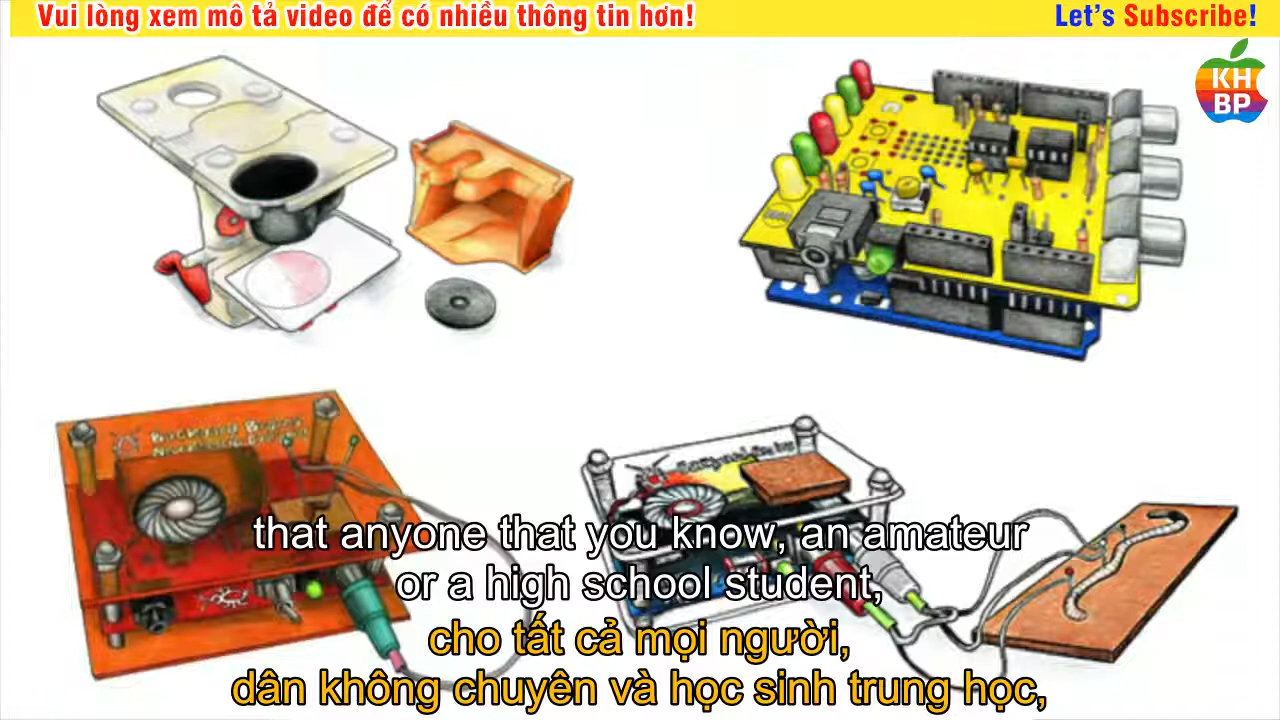 Vui lòng xem mô tả video để có nhiều thông tin hơn!
Let's Subscribe!
KH
BP
that anyone that you know, an amateur
or a high school student,
cho tất cả mọi người,
dân không chuyên và học sinh trung học,